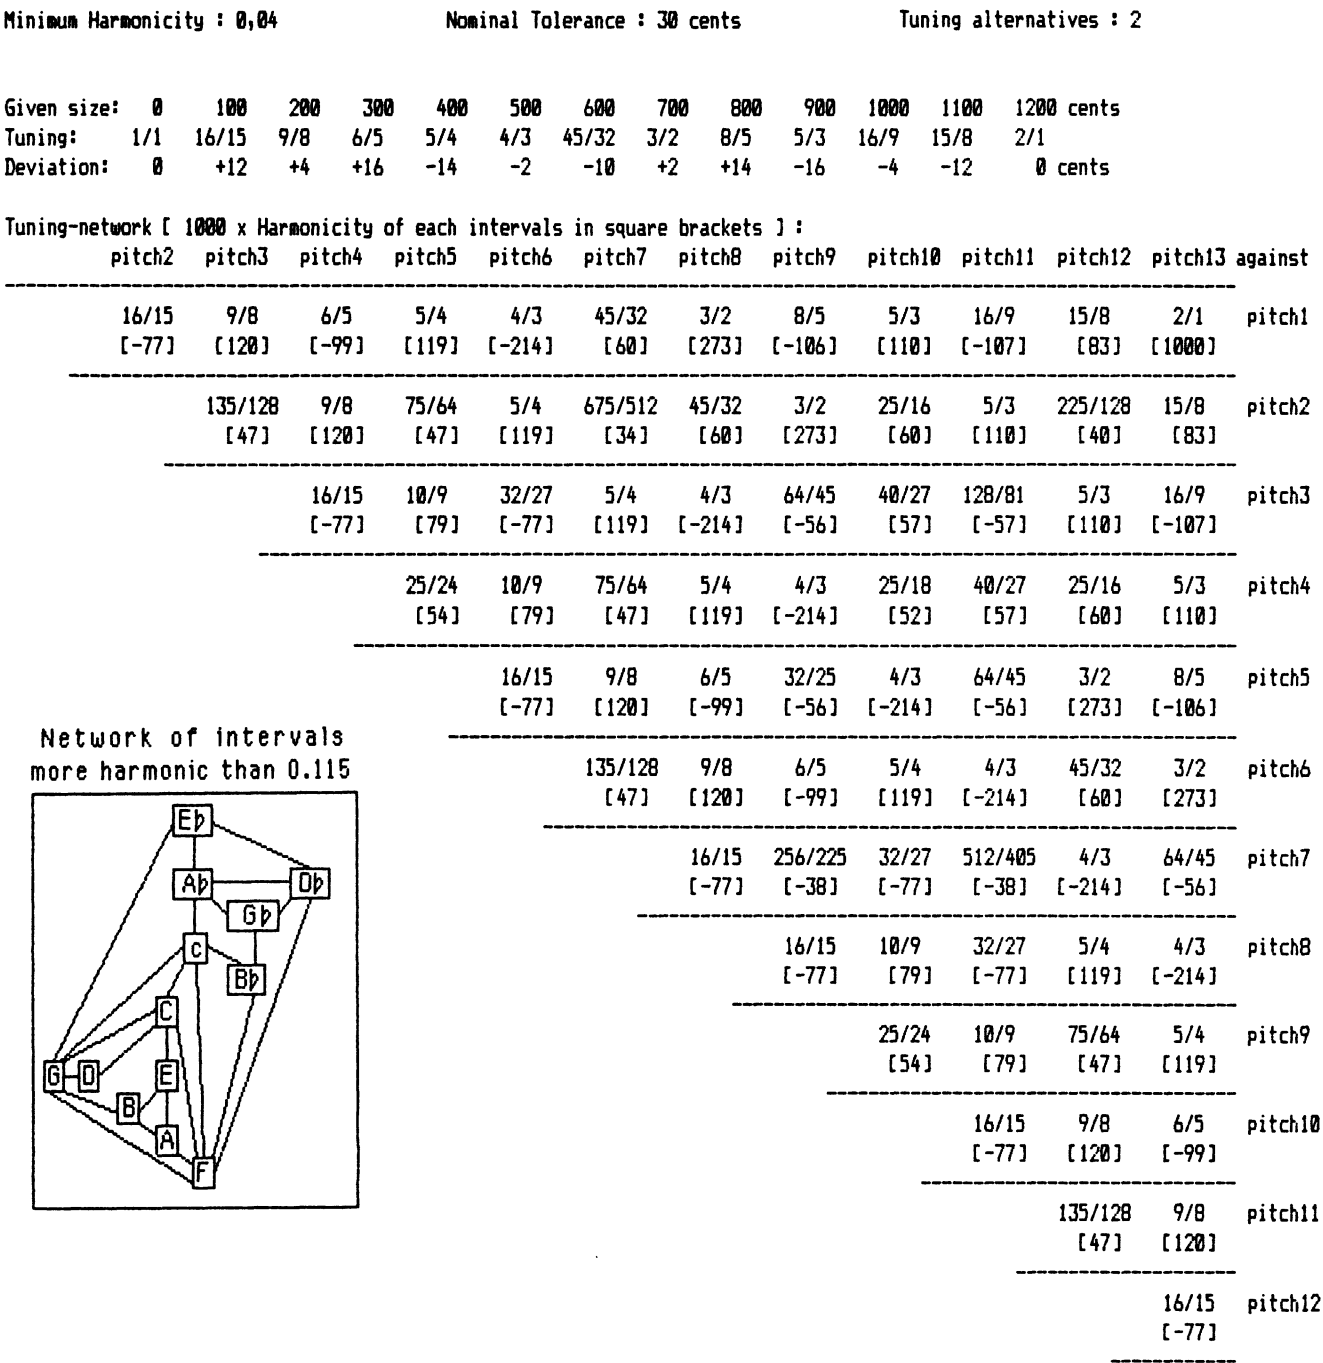 Minimum Harmonicity : 0,04 Nominal Tolerance : 30 cents Tuning alternatives : 2
Given size: 0 100 200 300 400 500 600 700 800 900 1000 1100 1200 cents
Tuning: 1/1 16/15 9/8 6/5 5/4 4/3 45/32 3/2 8/5 5/3 16/9 15/8 2/1
Deviation: 0 +12 +4 +16 -14 -2 -10 +2 +14 -16 -4 -12 0 cents
Tuning-network [ 1000 x Harmonicity of each intervals in square brackets ] :
pitch2 pitch3 pitch4 pitch5 pitch6 pitch7 pitch8 pitch9 pitch10 pitch11 pitch12 pitch13 against
16/15 9/8 6/5 5/4 4/3 45/32 3/2 8/5 5/3 16/9 15/8 2/1 pitch1
[-77] [120] [-99] [119] [-214] [60] [273] [-106] [110] [-107] [83] [1000]
135/128 9/8 75/64 5/4 675/512 45/32 3/2 25/16 5/3 225/128 15/8 pitch2
[47] [120] [47] [119] [34] [60] [273] [60] [110] [40] [83]
16/15 10/9 32/27 5/4 4/3 64/45 40/27 128/81 5/3 16/9 pitch3
[-77] [79] [-77] [119] [-214] [-56] [57] [-57] [110] [-107]
25/24 10/9 75/64 5/4 4/3 25/18 40/27 25/16 5/3 pitch4
[54] [79] [47] [119] [-214] [52] [57] [60] [110]
16/15 9/8 6/5 32/25 4/3 64/45 3/2 8/5 pitch5
[-77] [120] [-99] [-56] [-214] [-56] [273] [-106]
135/128 9/8 6/5 5/4 4/3 45/32 3/2 pitch6
[47] [120] [-99] [119] [-214] [60] [273]
16/15 256/225 32/27 512/405 4/3 64/45 pitch7
[-77] [-38] [-77] [-38] [-214] [-56]
16/15 10/9 32/27 5/4 4/3 pitch8
[-77] [79] [-77] [119] [-214]
25/24 10/9 75/64 5/4 pitch9
[54] [79] [47] [119]
16/15 9/8 6/5 pitch10
[-77] [120] [-99]
135/128 9/8 pitch11
[47] [120]
16/15 pitch12
[-77]
Network of intervals
more harmonic than 0.115
E♭
A♭ D♭
G♭
c
B♭
C
G D E
B
A
F